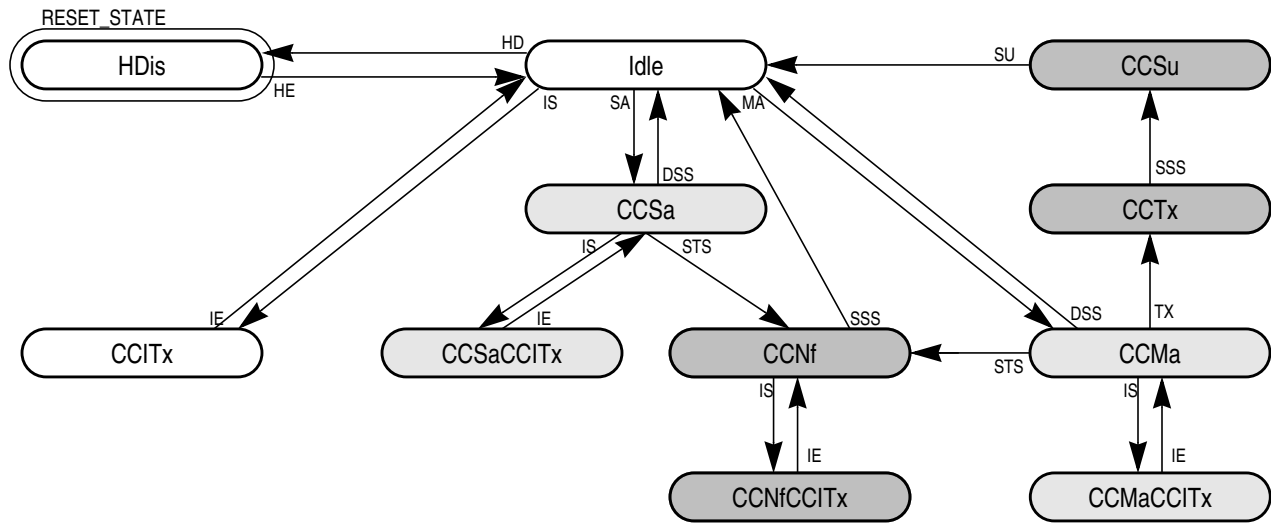 RESET_STATE
HDis
HD
HE
Idle
SU
CCSu
IS
SA
MA
DSS
SSS
CCSa
CCTx
IS
STS
IE
IE
SSS
DSS
TX
CCITx
CCSaCCITx
CCNf
STS
CCMa
IS
IS
IE
IE
CCNfCCITx
CCMaCCITx